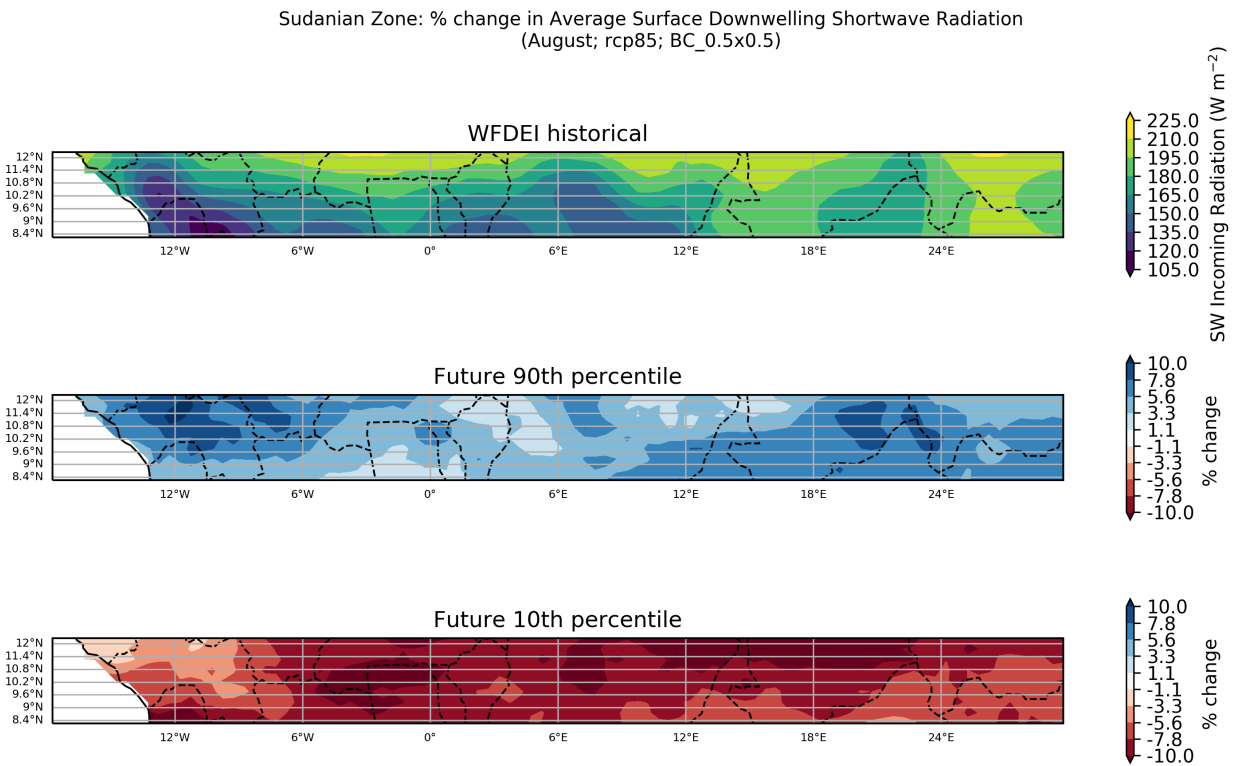 Sudanian Zone: % change in Average Surface Downwelling Shortwave Radiation
(August; rcp85; BC_0.5x0.5)
WFDEI historical
12°N
11.4°N
10.8°N
10.2°N
9.6°N
9°N
8.4°N
12°W 6°W 0° 6°E 12°E 18°E 24°E
225.0
210.0
195.0
180.0
165.0
150.0
135.0
120.0
105.0
SW Incoming Radiation (W m⁻²)
Future 90th percentile
12°N
11.4°N
10.8°N
10.2°N
9.6°N
9°N
8.4°N
12°W 6°W 0° 6°E 12°E 18°E 24°E
10.0
7.8
5.6
3.3
1.1
-1.1
-3.3
-5.6
-7.8
-10.0
% change
Future 10th percentile
12°N
11.4°N
10.8°N
10.2°N
9.6°N
9°N
8.4°N
12°W 6°W 0° 6°E 12°E 18°E 24°E
10.0
7.8
5.6
3.3
1.1
-1.1
-3.3
-5.6
-7.8
-10.0
% change